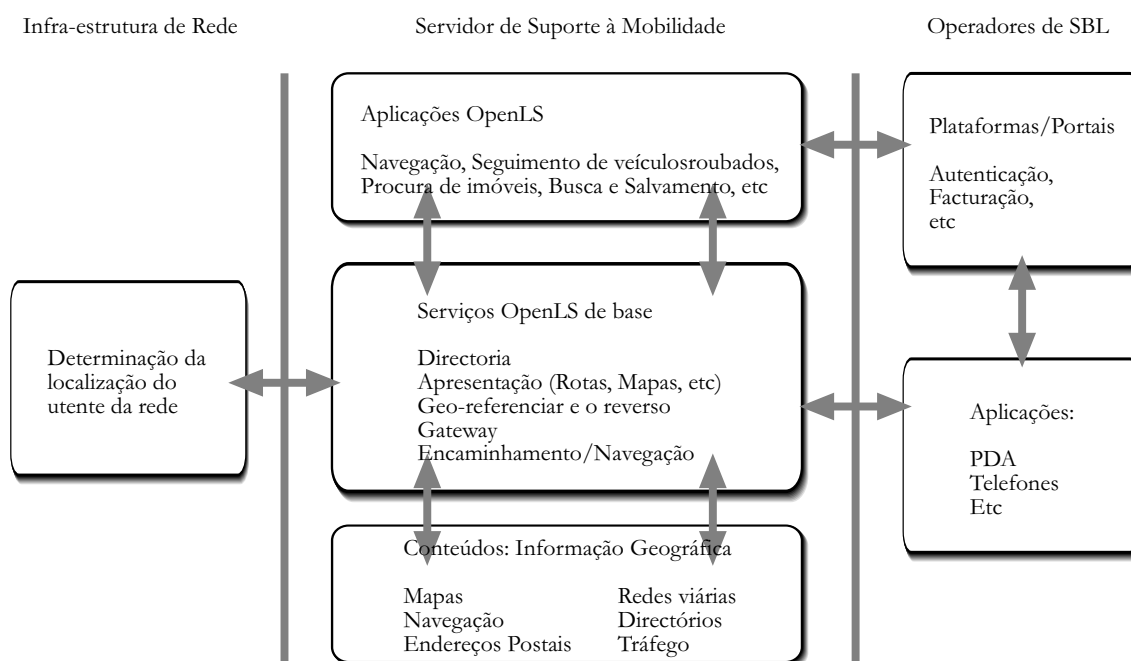 Infra-estrutura de Rede
Servidor de Suporte à Mobilidade
Operadores de SBL
Determinação da
localização do
utente da rede
Aplicações OpenLS
Navegação, Seguimento de veículosroubados,
Procura de imóveis, Busca e Salvamento, etc
Serviços OpenLS de base
Directoria
Apresentação (Rotas, Mapas, etc)
Geo-referenciar e o reverso
Gateway
Encaminhamento/Navegação
Conteúdos: Informação Geográfica
Mapas
Navegação
Endereços Postais
Redes viárias
Directórios
Tráfego
Plataformas/Portais
Autenticação,
Facturação,
etc
Aplicações:
PDA
Telefones
Etc